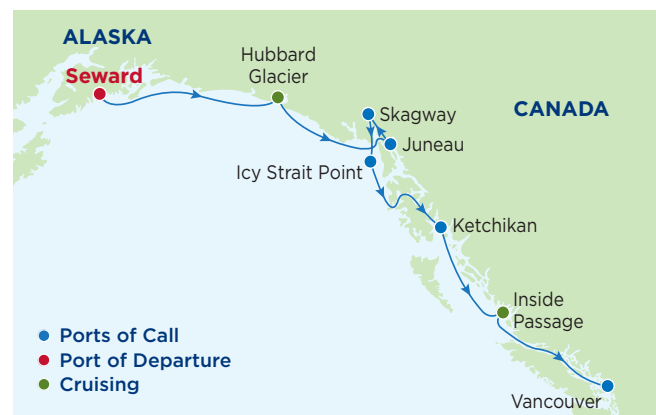 ALASKA
Seward
Hubbard
Glacier
Skagway
CANADA
Juneau
Icy Strait Point
Ketchikan
Inside
Passage
Vancouver
Ports of Call
Port of Departure
Cruising